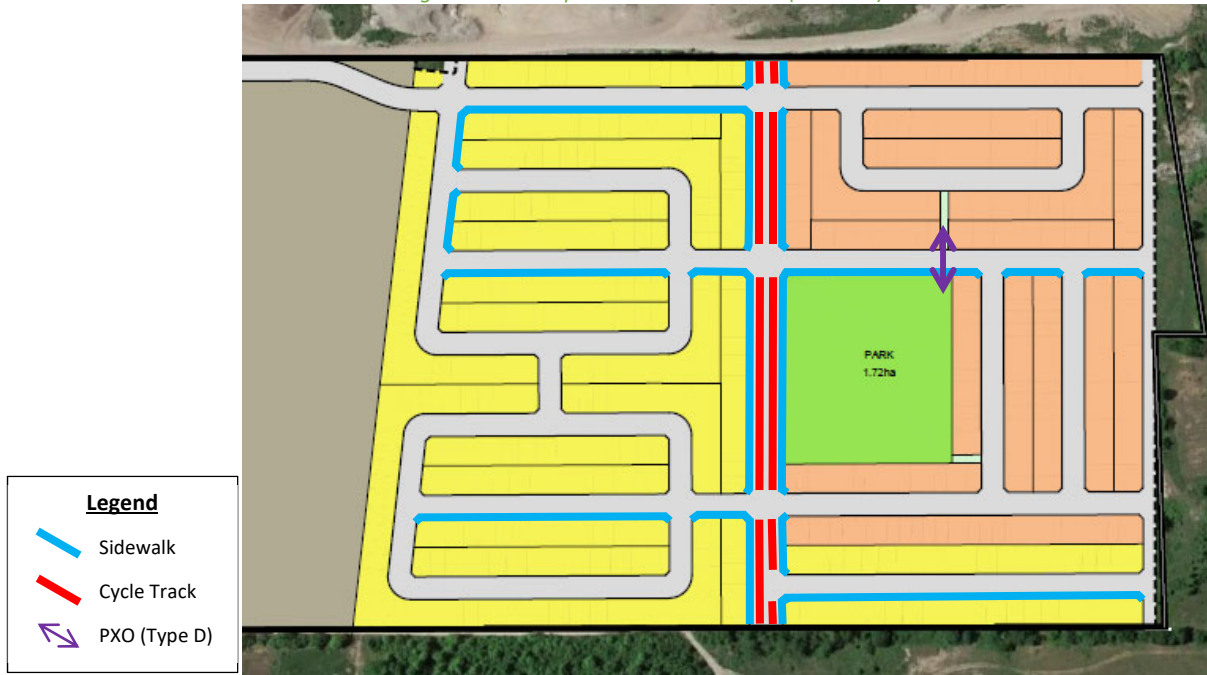 PARK
1.72ha
Legend
Sidewalk
Cycle Track
PXO (Type D)